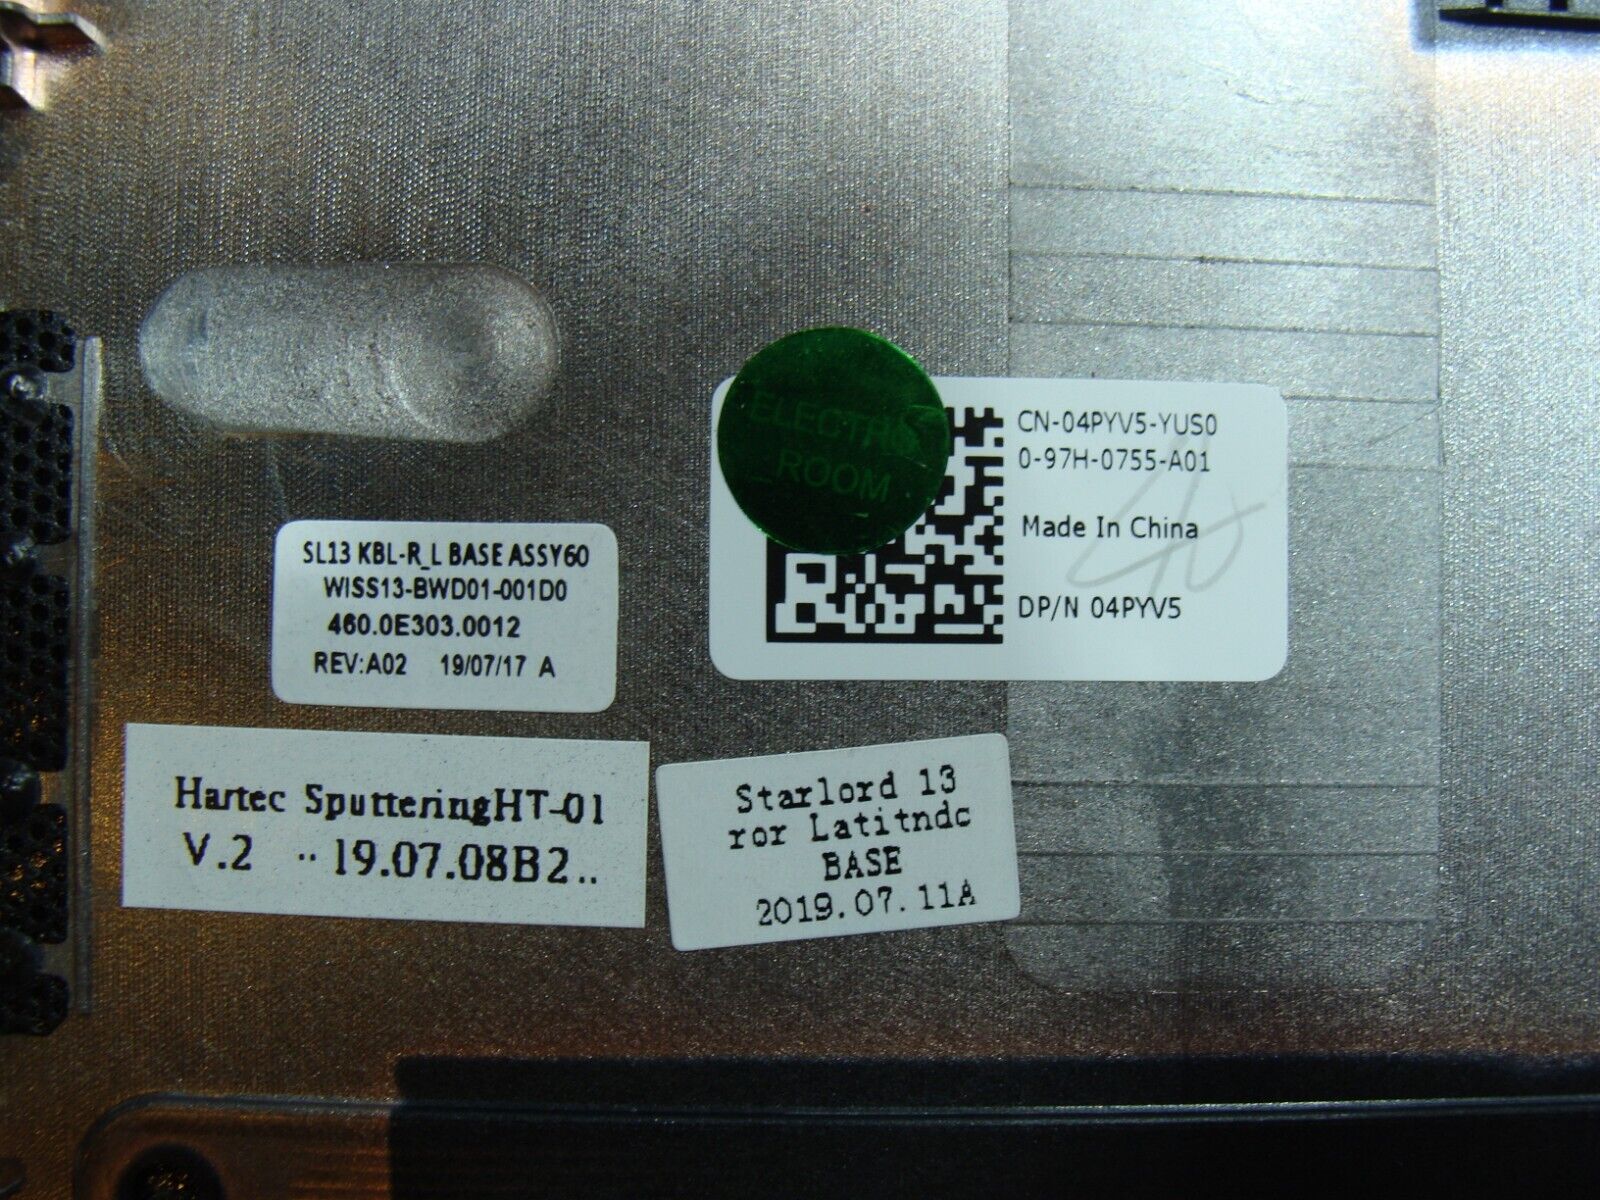 ELECTRO
_ROOM
CN-04PYV5-YUS0
0-97H-0755-A01
Made In China
DP/N 04PYV5
SL13 KBL-R_L BASE ASSY60
WISS13-BWD01-001D0
460.0E303.0012
REV:A02 19/07/17 A
Hartec SputteringHT-01
V.2 ..19.07.08B2..
Starlord 13
ror Latitndc
BASE
2019.07.11A